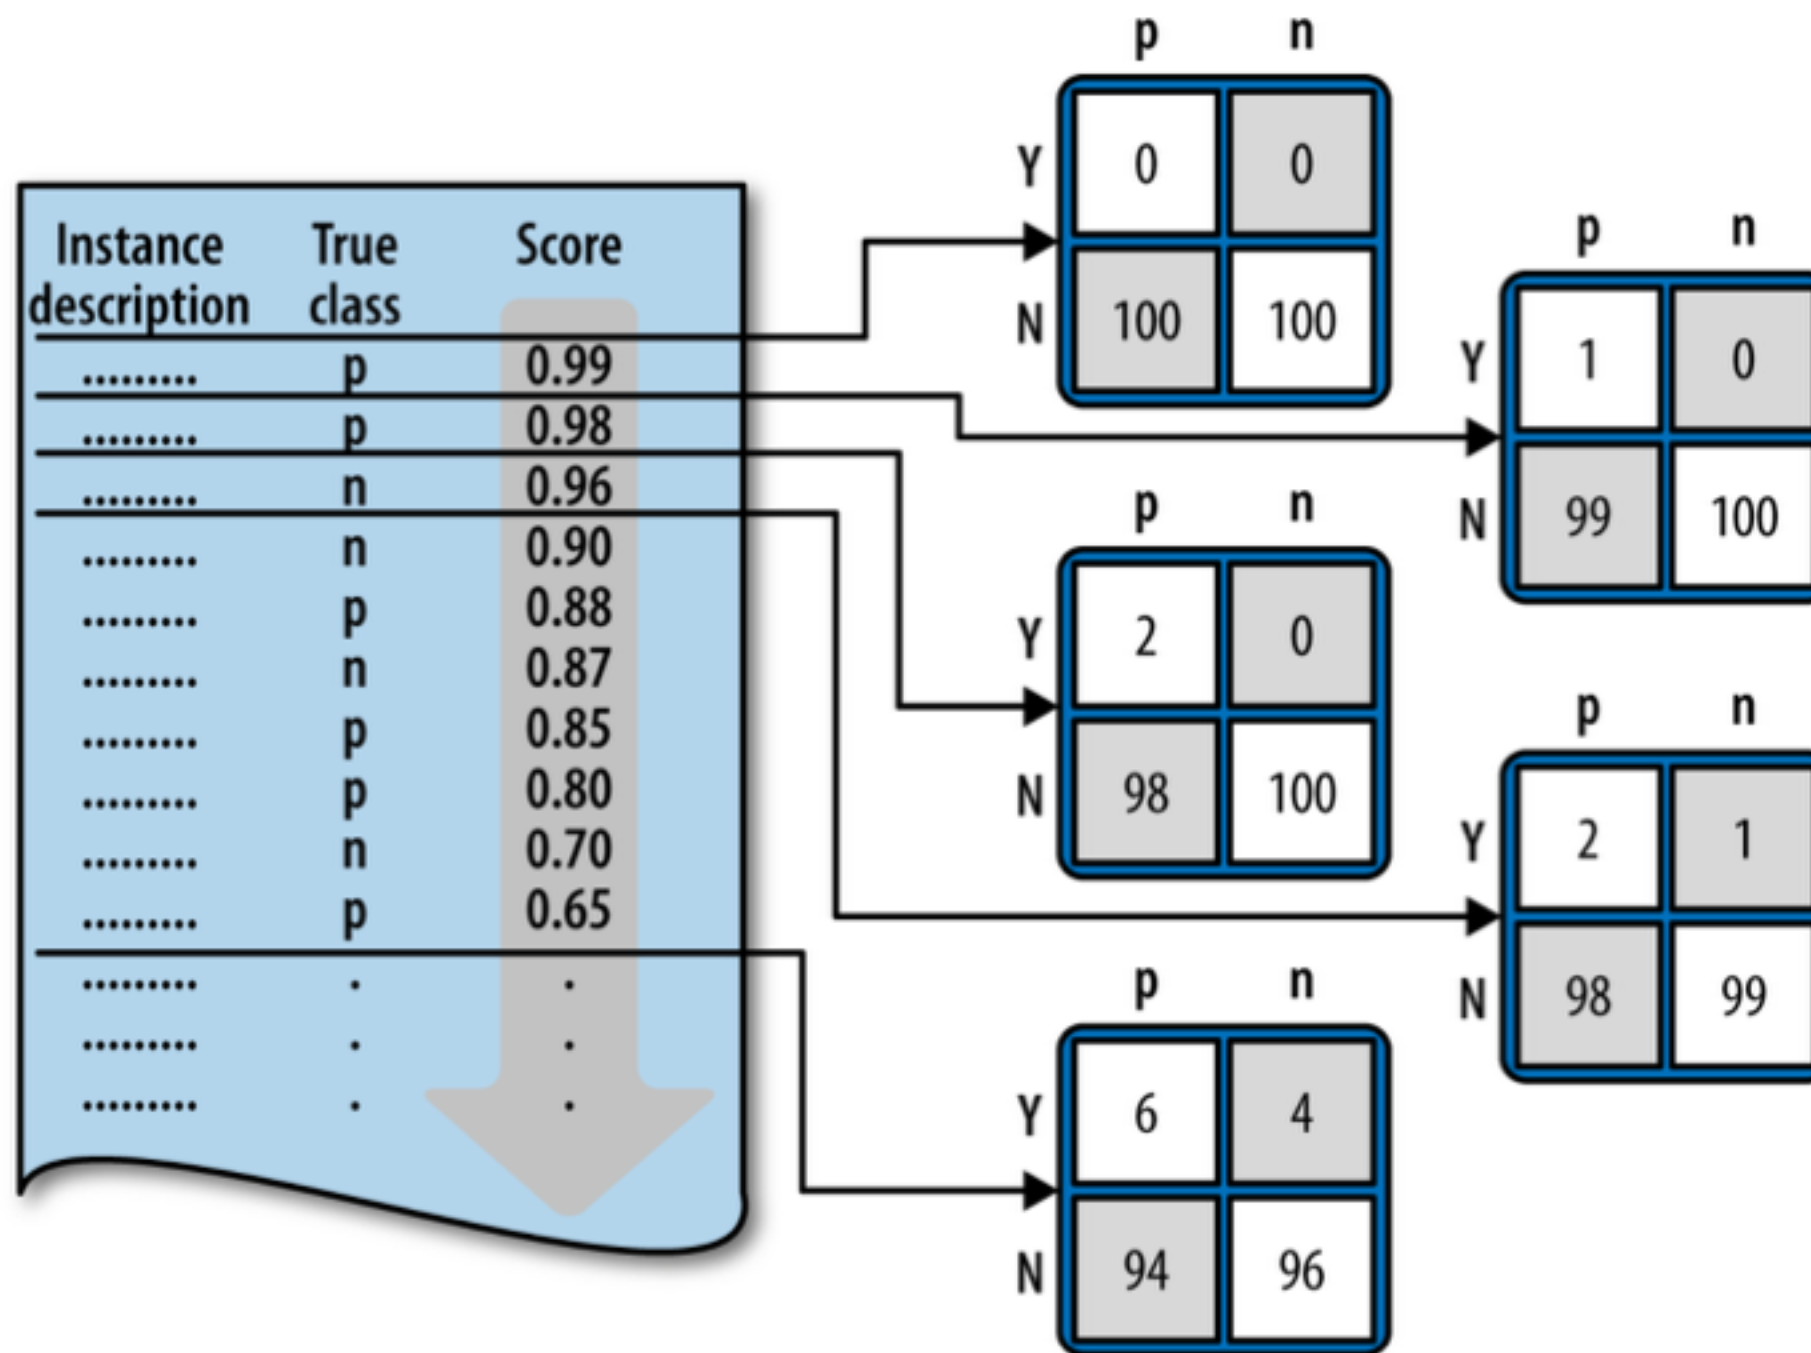 Instance description True class Score
......... p 0.99
......... p 0.98
......... n 0.96
......... n 0.90
......... p 0.88
......... n 0.87
......... p 0.85
......... p 0.80
......... n 0.70
......... p 0.65
......... . .
......... . .
......... . .
p n
Y 0 0
N 100 100
p n
Y 1 0
N 99 100
p n
Y 2 0
N 98 100
p n
Y 2 1
N 98 99
p n
Y 6 4
N 94 96